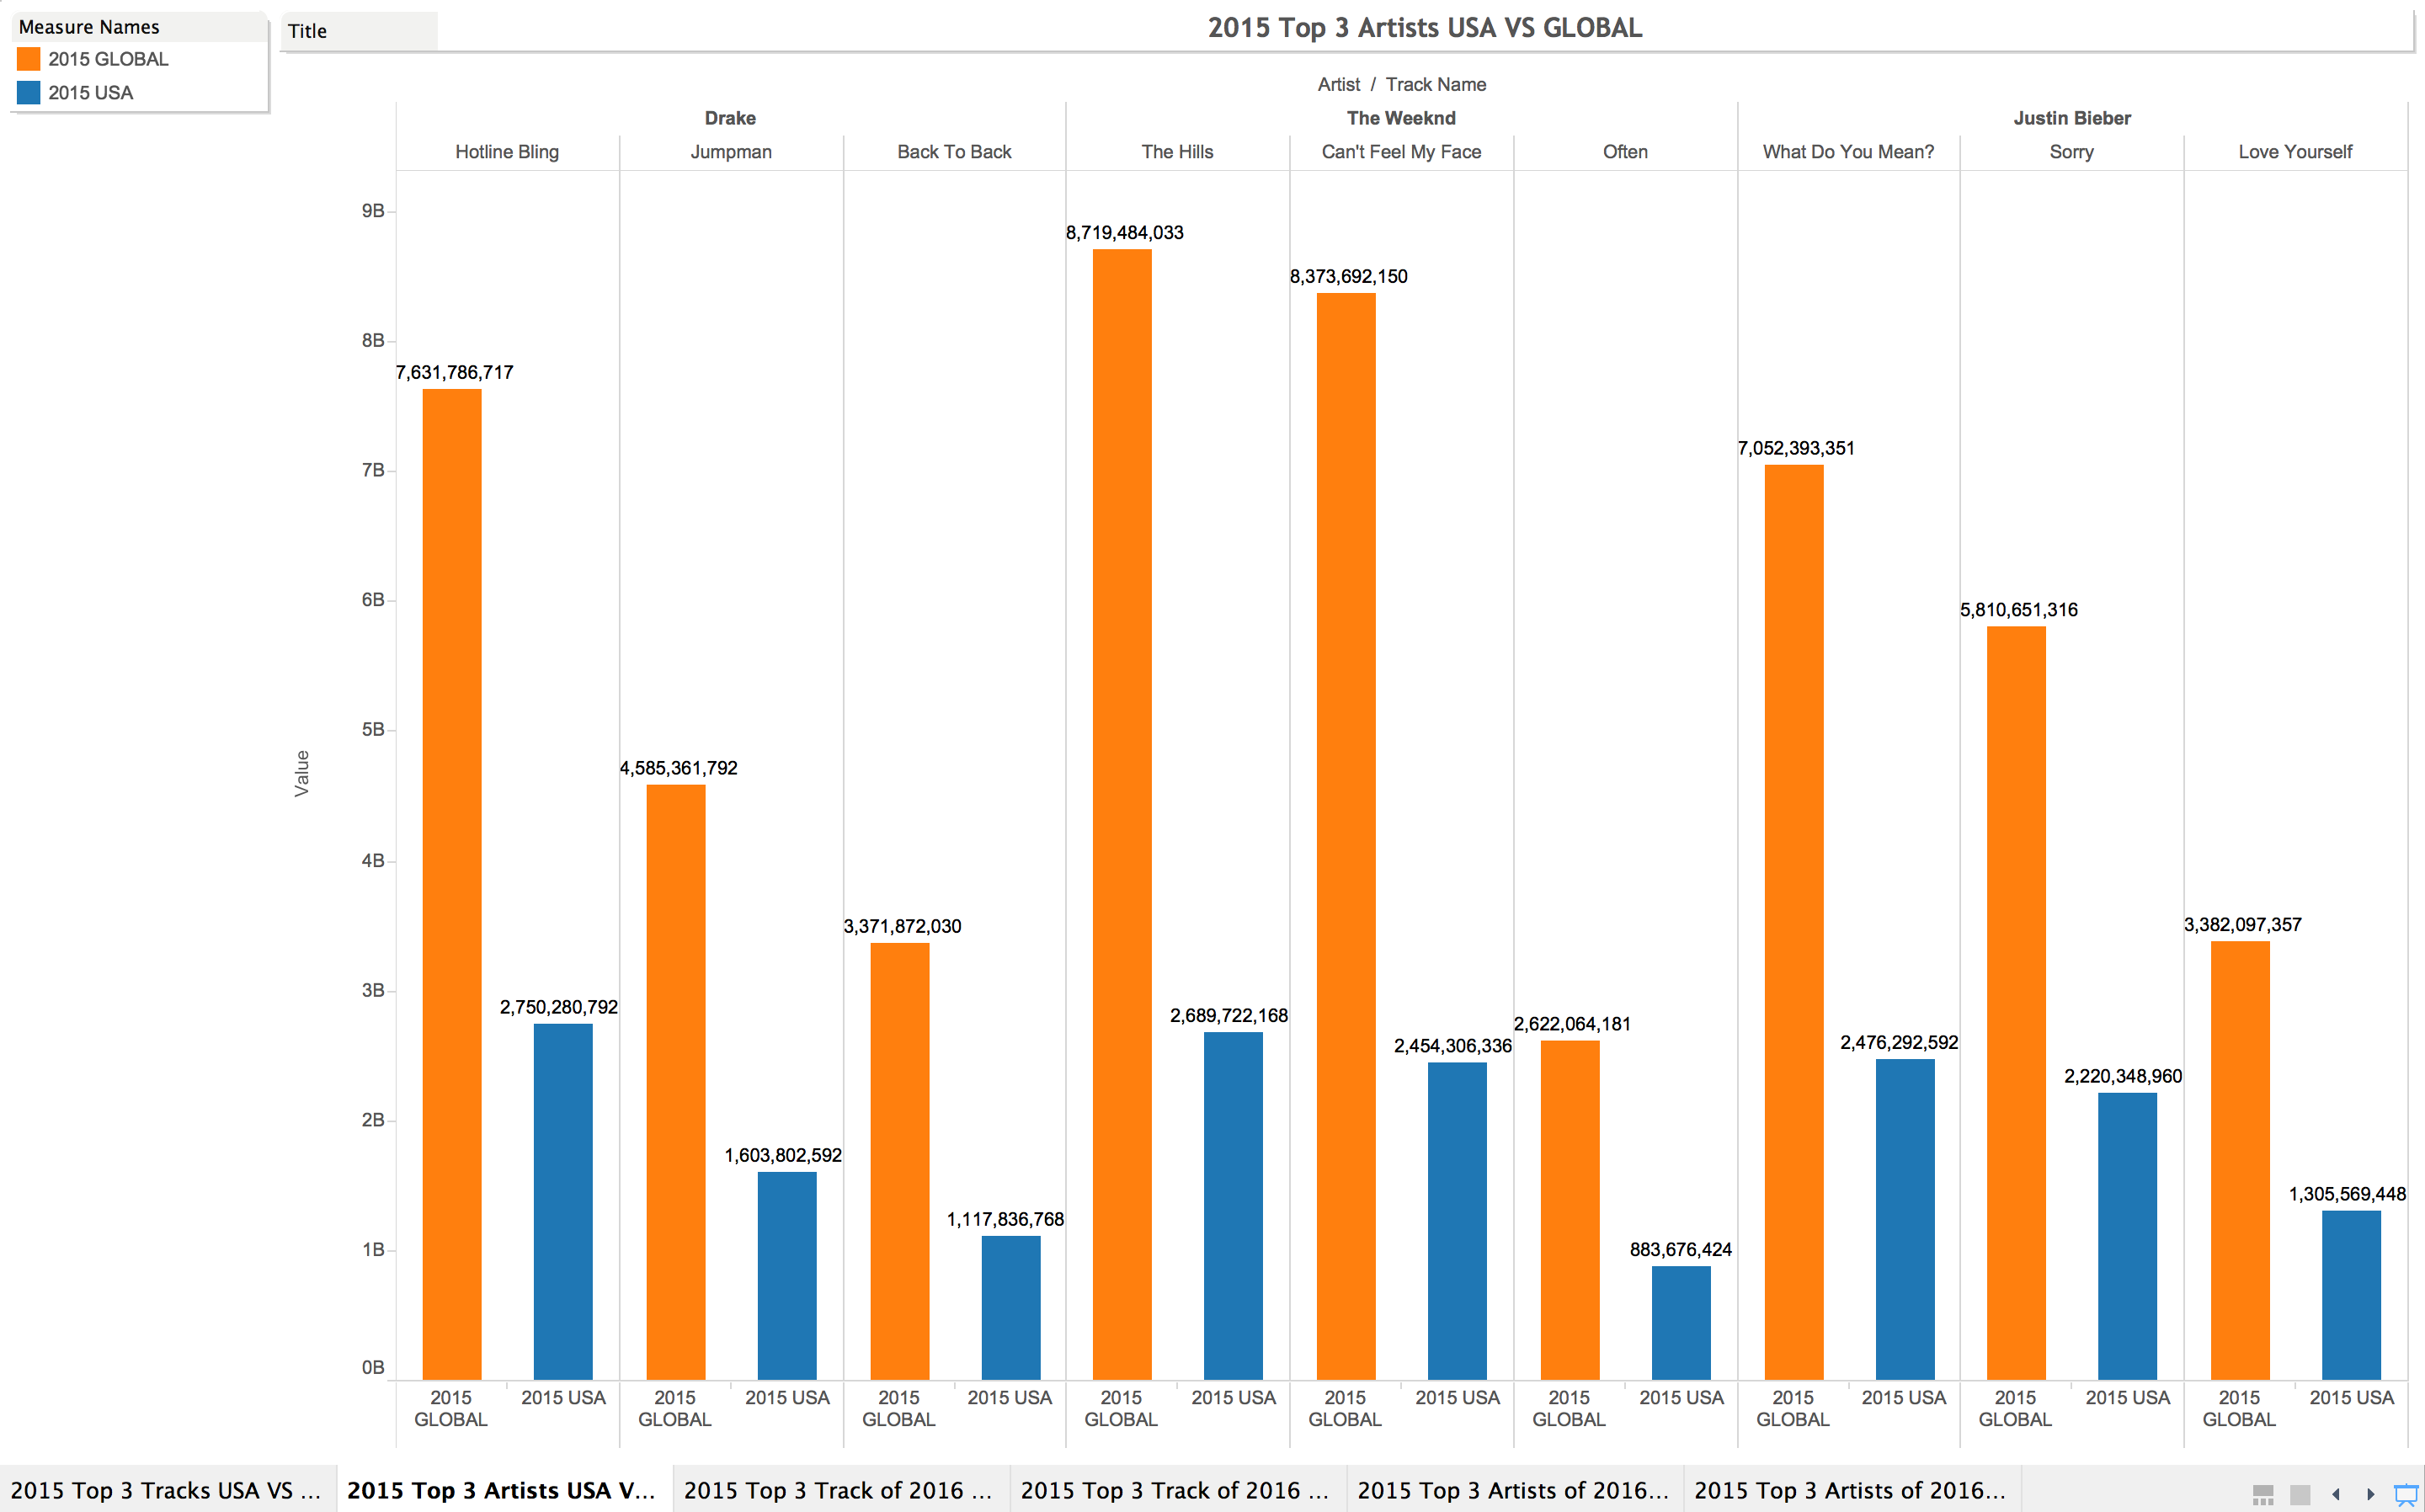 Measure Names
2015 GLOBAL
2015 USA
Title
2015 Top 3 Artists USA VS GLOBAL
Artist / Track Name
Drake The Weeknd Justin Bieber
Hotline Bling Jumpman Back To Back The Hills Can't Feel My Face Often What Do You Mean? Sorry Love Yourself
Value
9B
8B
7B
6B
5B
4B
3B
2B
1B
0B
7,631,786,717
2,750,280,792
4,585,361,792
1,603,802,592
3,371,872,030
1,117,836,768
8,719,484,033
2,689,722,168
8,373,692,150
2,454,306,336
2,622,064,181
883,676,424
7,052,393,351
2,476,292,592
5,810,651,316
2,220,348,960
3,382,097,357
1,305,569,448
2015 GLOBAL 2015 USA 2015 GLOBAL 2015 USA 2015 GLOBAL 2015 USA 2015 GLOBAL 2015 USA 2015 GLOBAL 2015 USA 2015 GLOBAL 2015 USA 2015 GLOBAL 2015 USA 2015 GLOBAL 2015 USA 2015 GLOBAL 2015 USA
2015 Top 3 Tracks USA VS ... 2015 Top 3 Artists USA V... 2015 Top 3 Track of 2016 ... 2015 Top 3 Track of 2016 ... 2015 Top 3 Artists of 2016... 2015 Top 3 Artists of 2016...